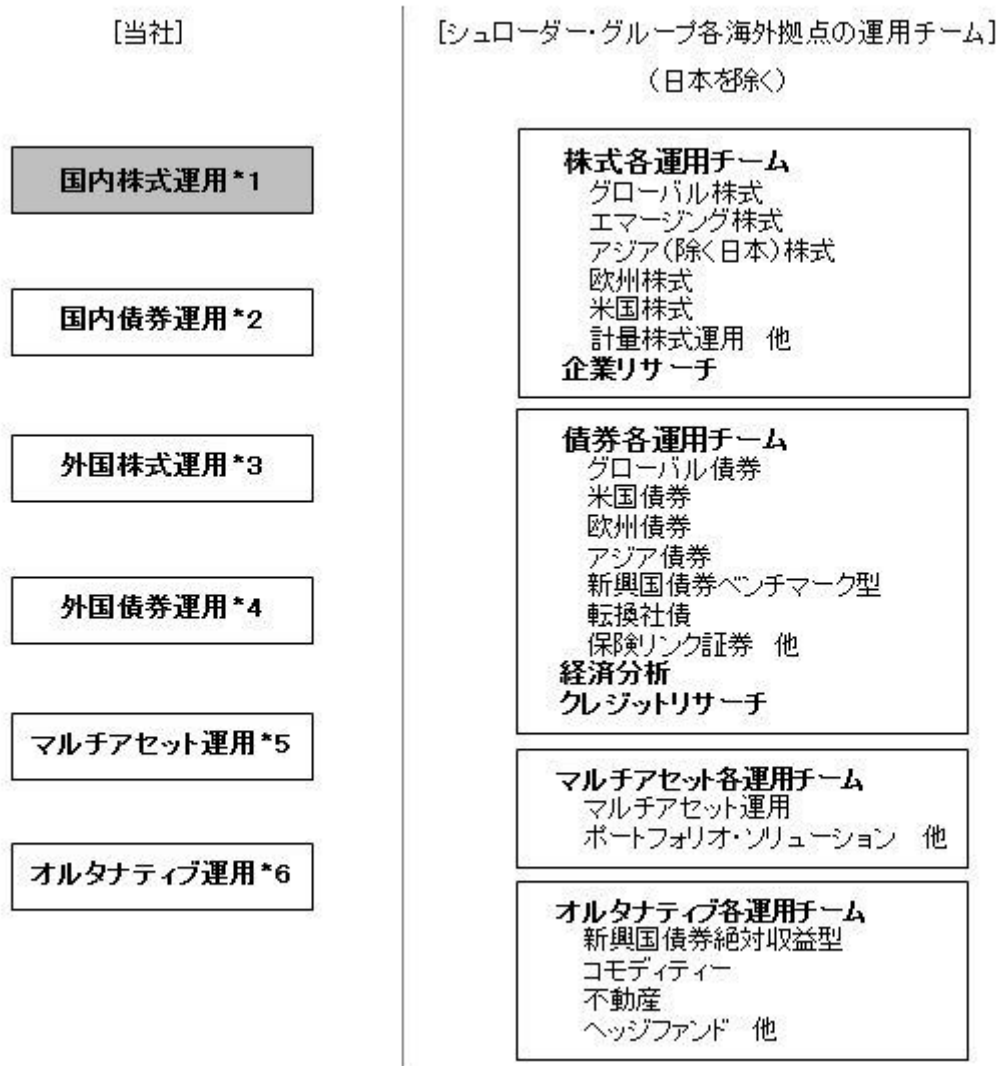 [当社]
国内株式運用*1
国内債券運用*2
外国株式運用*3
外国債券運用*4
マルチアセット運用*5
オルタナティブ運用*6
[シュローダー・グループ各海外拠点の運用チーム]
（日本を除く）
株式各運用チーム
グローバル株式
エマージング株式
アジア（除く日本）株式
欧州株式
米国株式
計量株式運用 他
企業リサーチ
債券各運用チーム
グローバル債券
米国債券
欧州債券
アジア債券
新興国債券ベンチマーク型
転換社債
保険リンク証券 他
経済分析
クレジットリサーチ
マルチアセット各運用チーム
マルチアセット運用
ポートフォリオ・ソリューション 他
オルタナティブ各運用チーム
新興国債券絶対収益型
コモディティー
不動産
ヘッジファンド 他